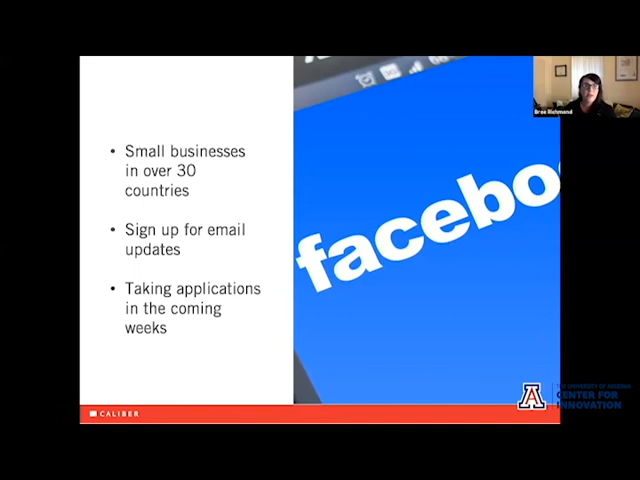 Bree Richmond
• Small businesses
in over 30
countries
• Sign up for email
updates
• Taking applications
in the coming
weeks
facebo
CALIBER
A
THE UNIVERSITY OF ARIZONA
CENTER FOR
INNOVATION